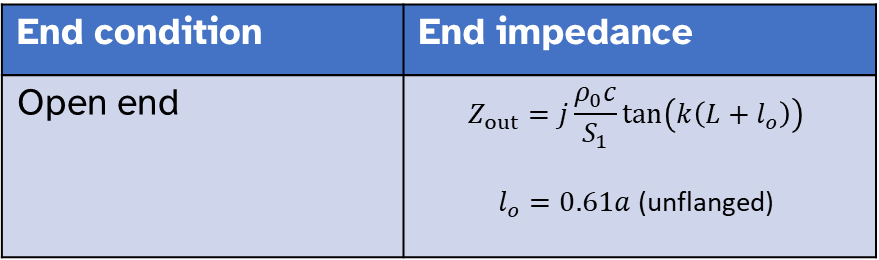 End condition
End impedance
Open end
Z_out = j ρ₀c/S₁ tan(k(L + l_o))
l_o = 0.61a (unflanged)